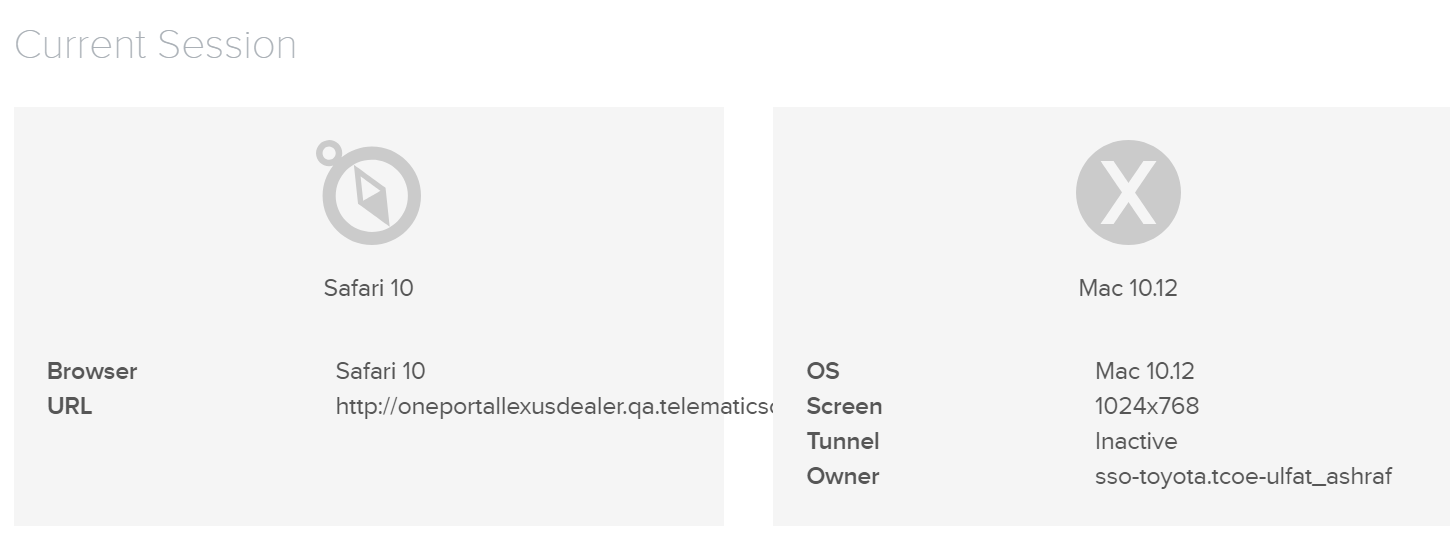 Current Session
Safari 10
Browser Safari 10
URL http://oneportallexusdealer.qa.telematics
Mac 10.12
OS Mac 10.12
Screen 1024x768
Tunnel Inactive
Owner sso-toyota.tcoe-ulfat_ashraf